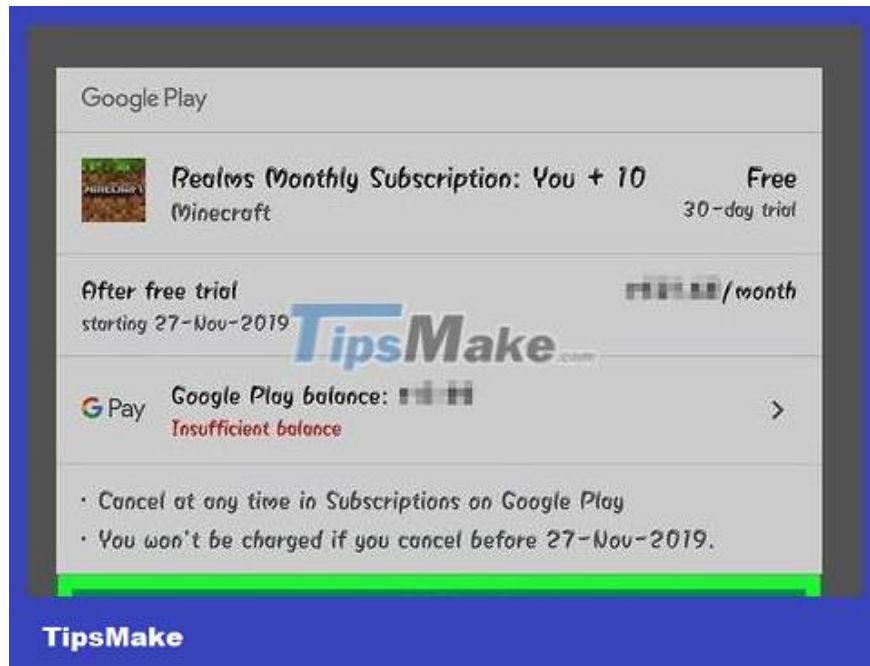 Google Play
MINECRAFT
Realms Monthly Subscription: You + 10
Free
Minecraft
30-day trial
After free trial
/month
starting 27-Nov-2019
TipsMake.com
G Pay
Google Play balance:
Insufficient balance
· Cancel at any time in Subscriptions on Google Play
· You won't be charged if you cancel before 27-Nov-2019.
TipsMake